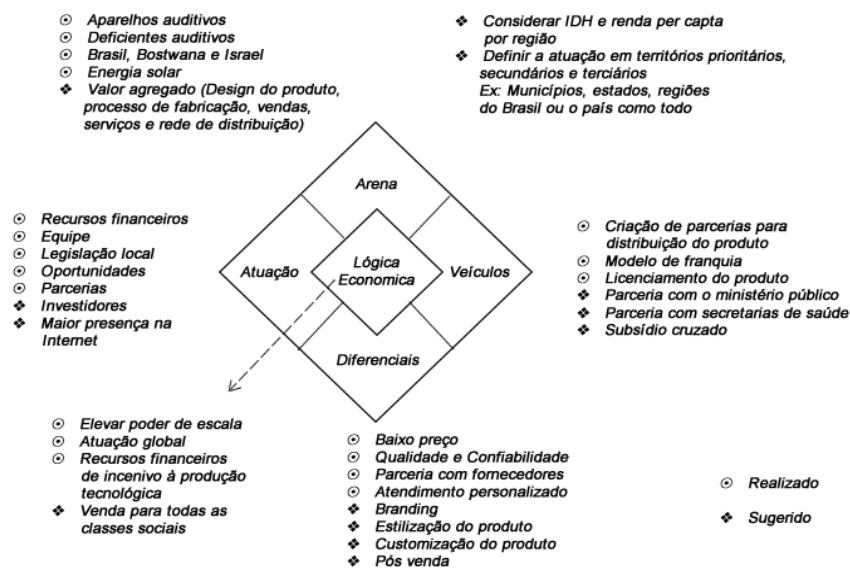 Aparelhos auditivos
Deficientes auditivos
Brasil, Bostwana e Israel
Energia solar
Valor agregado (Design do produto,
processo de fabricação, vendas,
serviços e rede de distribuição)
Considerar IDH e renda per capta
por região
Definir a atuação em territórios prioritários,
secundários e terciários
Ex: Municípios, estados, regiões
do Brasil ou o país como todo
Arena
Recursos financeiros
Equipe
Legislação local
Oportunidades
Parcerias
Investidores
Maior presença na
Internet
Atuação
Lógica
Economica
Veículos
Criação de parcerias para
distribuição do produto
Modelo de franquia
Licenciamento do produto
Parceria com o ministério público
Parceria com secretarias de saúde
Subsídio cruzado
Diferenciais
Elevar poder de escala
Atuação global
Recursos financeiros
de incenivo à produção
tecnológica
Venda para todas as
classes sociais
Baixo preço
Qualidade e Confiabilidade
Parceria com fornecedores
Atendimento personalizado
Branding
Estilização do produto
Customização do produto
Pós venda
Realizado
Sugerido